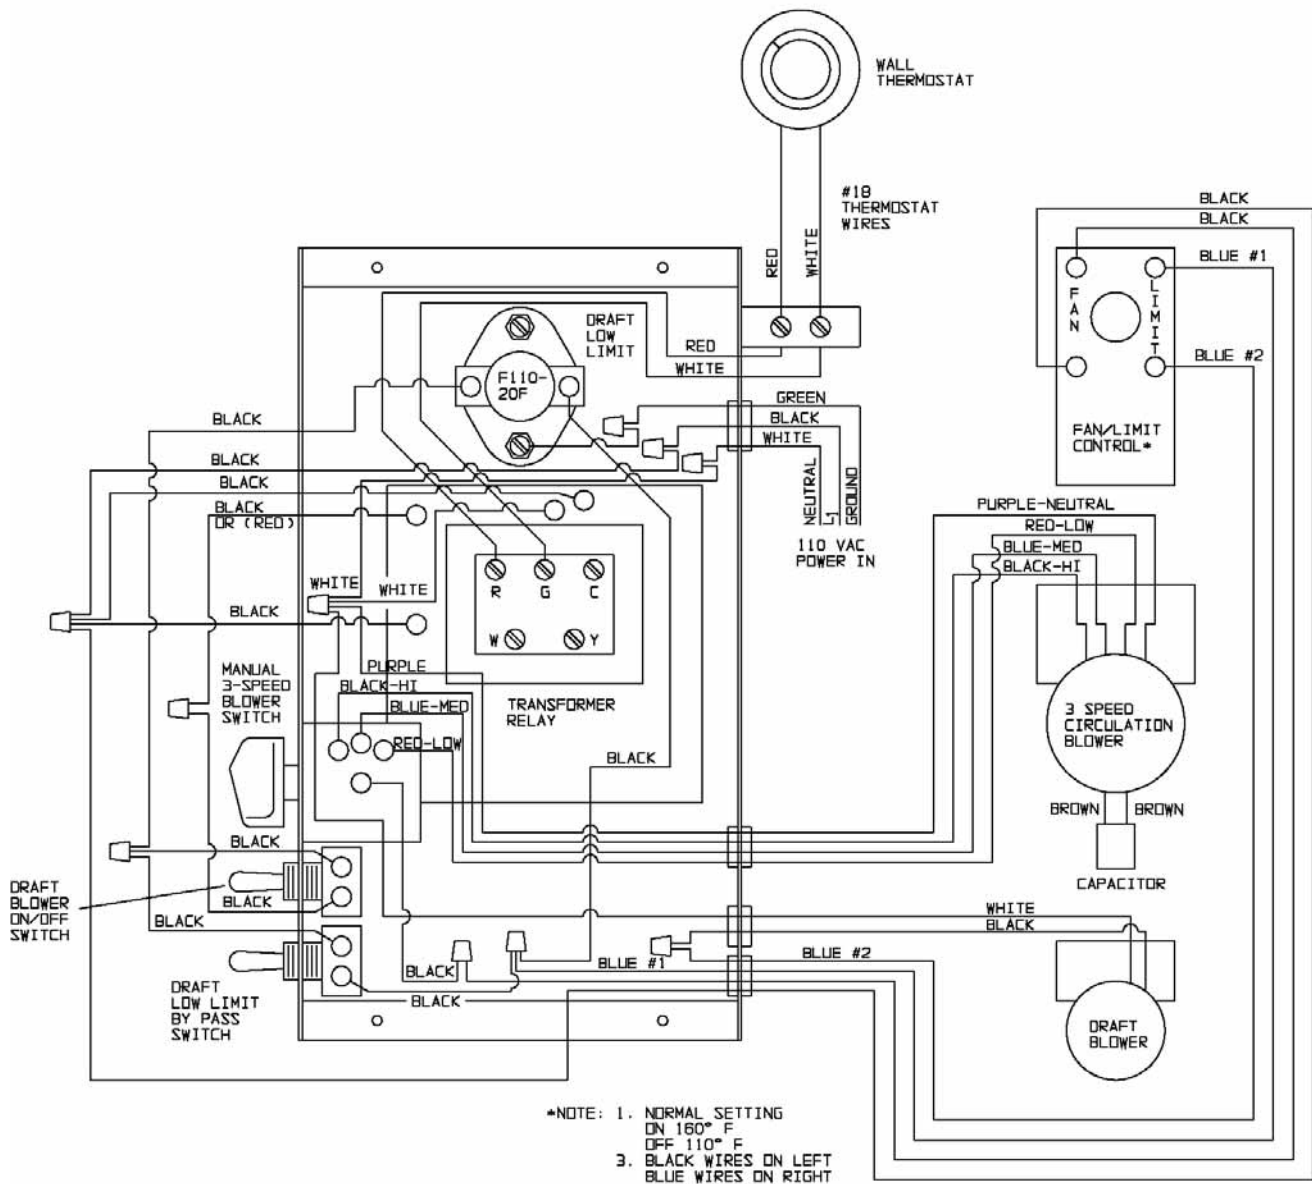 WALL
THERMOSTAT
#18
THERMOSTAT
WIRES
RED
WHITE
BLACK
BLACK
BLUE #1
FAN
LIMIT
BLUE #2
FAN/LIMIT
CONTROL*
DRAFT
LOW
LIMIT
RED
WHITE
F110-
20F
GREEN
BLACK
WHITE
NEUTRAL
L1
GROUND
110 VAC
POWER IN
BLACK
BLACK
BLACK
BLACK
OR (RED)
WHITE
WHITE
BLACK
R
G
C
W
Y
TRANSFORMER
RELAY
PURPLE-NEUTRAL
RED-LOW
BLUE-MED
BLACK-HI
MANUAL
3-SPEED
BLOWER
SWITCH
PURPLE
BLACK-HI
BLUE-MED
RED-LOW
BLACK
3 SPEED
CIRCULATION
BLOWER
BROWN
BROWN
CAPACITOR
BLACK
DRAFT
BLOWER
ON/OFF
SWITCH
BLACK
BLACK
DRAFT
LOW LIMIT
BY PASS
SWITCH
BLACK
BLACK
BLUE #1
BLUE #2
WHITE
BLACK
DRAFT
BLOWER
*NOTE: 1. NORMAL SETTING
ON 160° F
OFF 110° F
3. BLACK WIRES ON LEFT
BLUE WIRES ON RIGHT